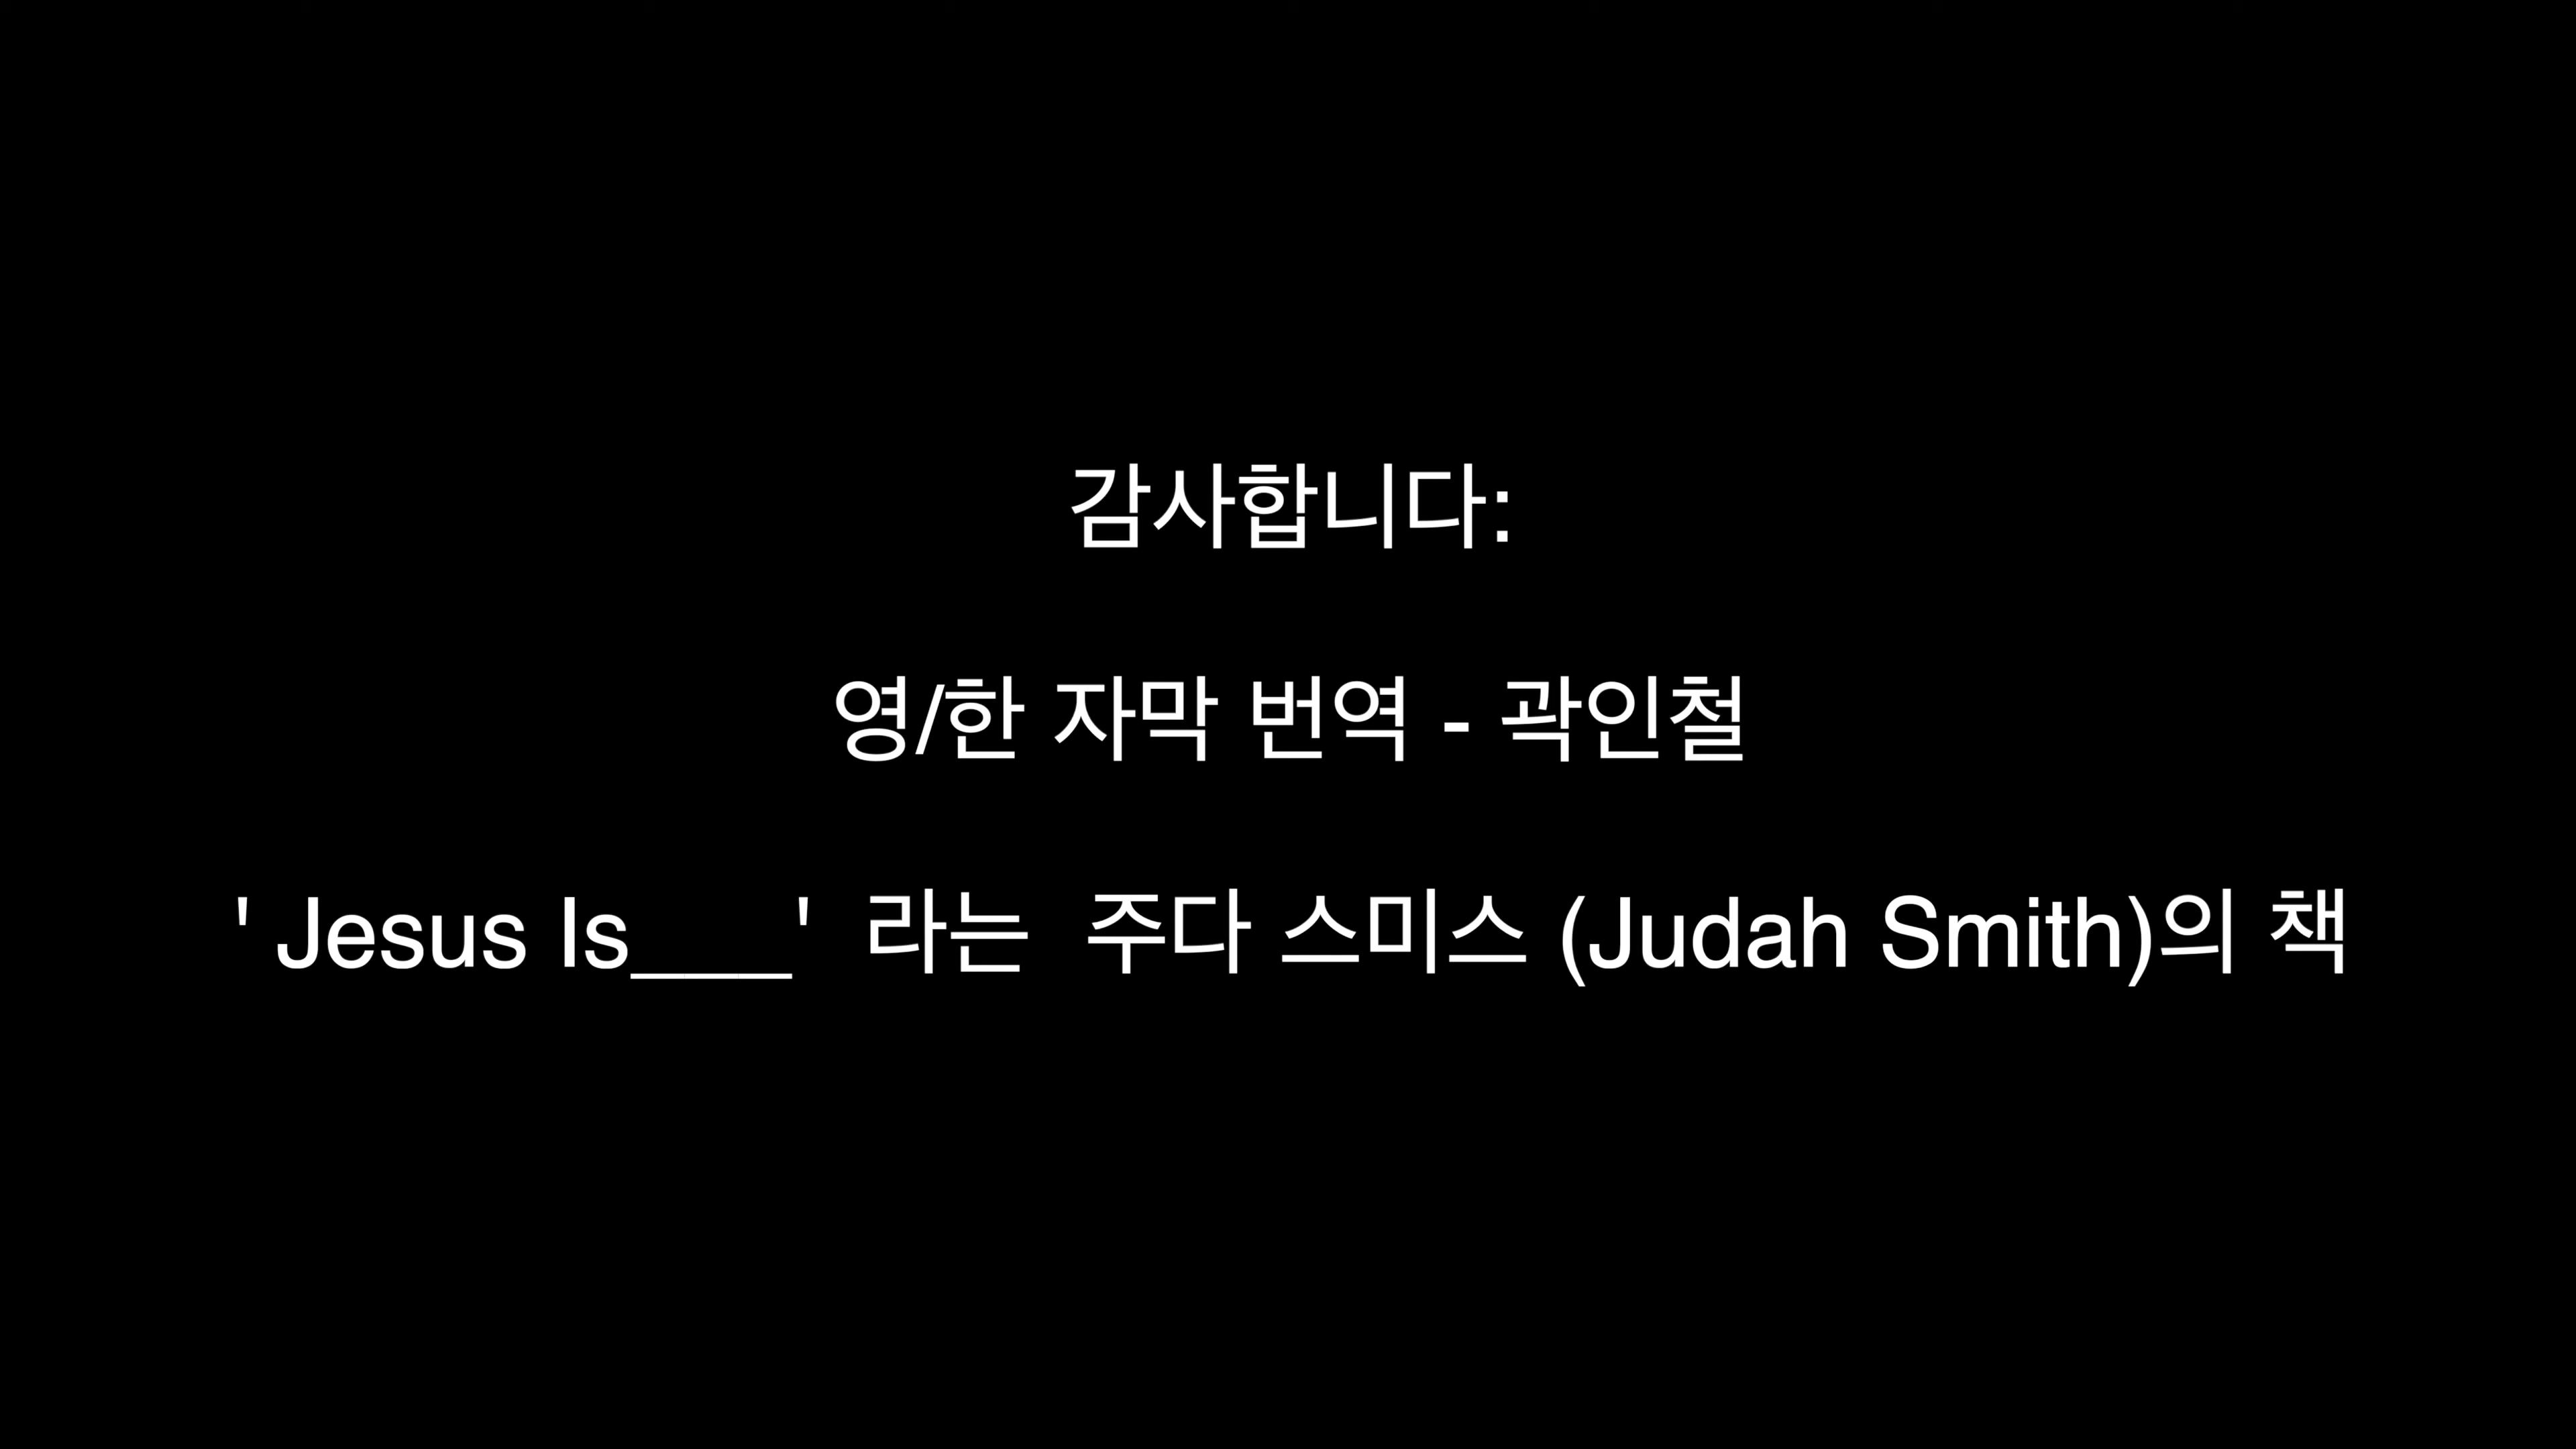 감사합니다:
영/한 자막 번역 - 곽인철
' Jesus Is___'  라는  주다 스미스 (Judah Smith)의 책